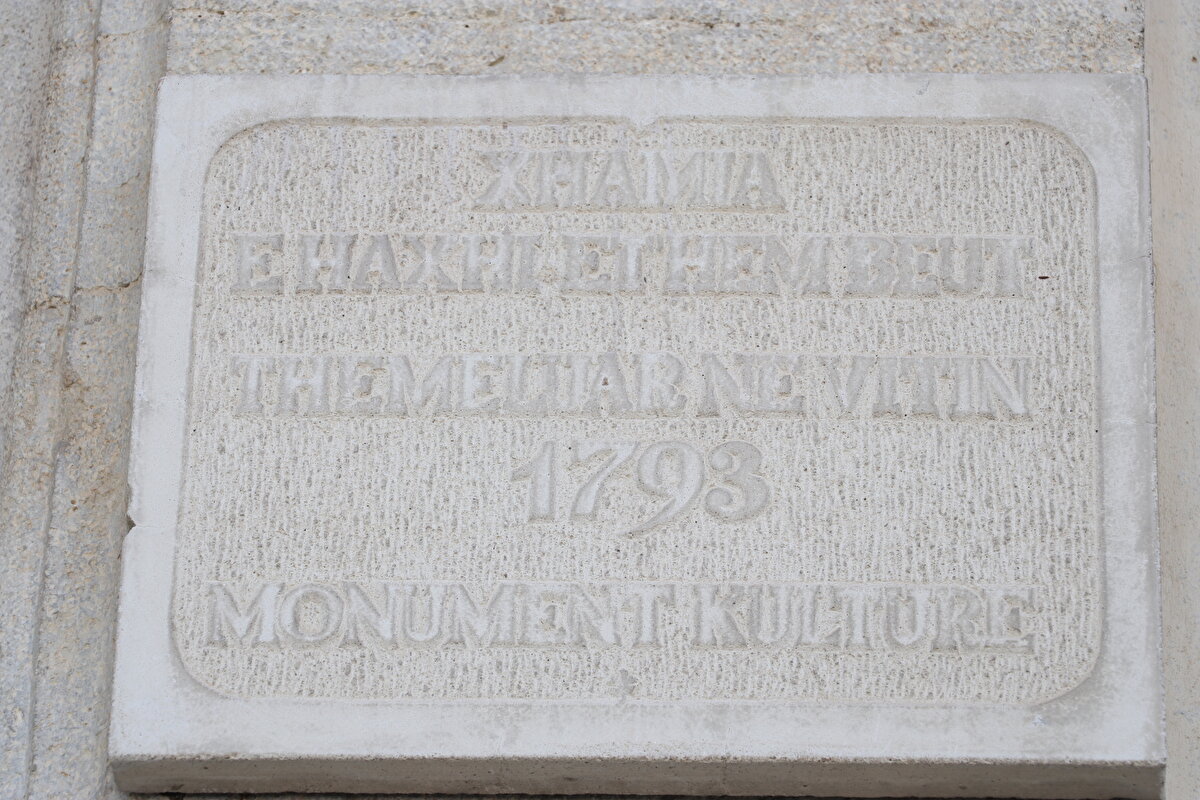 XHAMIA
E HAXHI ET'HEM BEUT
THEMELUAR NE VITIN
1793
MONUMENT KULTURE